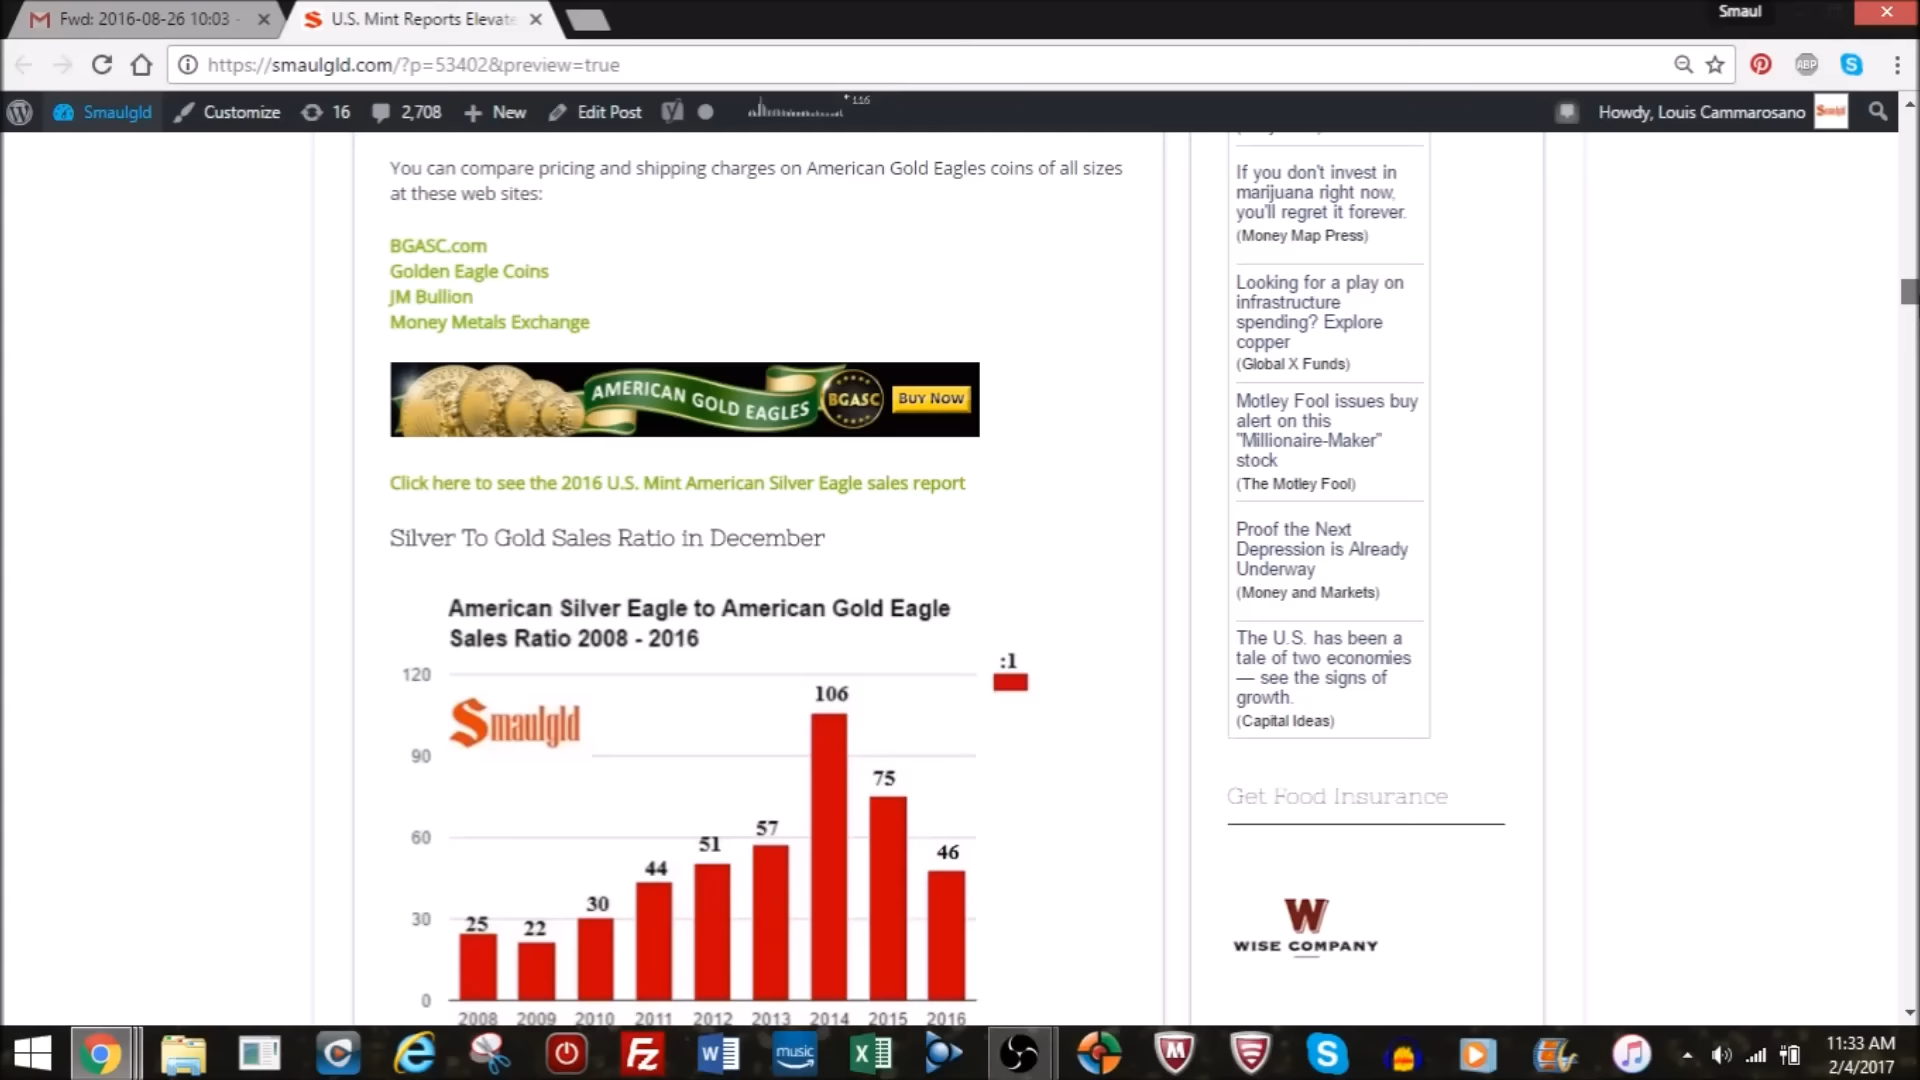 Fwd: 2016-08-26 10:03 -
U.S. Mint Reports Elevate
Smaul
https://smaulgld.com/?p=53402&preview=true
ABP
Smaulgld
Customize
16
2,708
New
Edit Post
116
Howdy, Louis Cammarosano
You can compare pricing and shipping charges on American Gold Eagles coins of all sizes
at these web sites:
BGASC.com
Golden Eagle Coins
JM Bullion
Money Metals Exchange
AMERICAN GOLD EAGLES
BGASC
BUY NOW
Click here to see the 2016 U.S. Mint American Silver Eagle sales report
Silver To Gold Sales Ratio in December
American Silver Eagle to American Gold Eagle
Sales Ratio 2008 - 2016
:1
120
90
60
30
0
Smaulgld
25
22
30
44
51
57
106
75
46
2008
2009
2010
2011
2012
2013
2014
2015
2016
If you don't invest in
marijuana right now,
you'll regret it forever.
(Money Map Press)
Looking for a play on
infrastructure
spending? Explore
copper
(Global X Funds)
Motley Fool issues buy
alert on this
"Millionaire-Maker"
stock
(The Motley Fool)
Proof the Next
Depression is Already
Underway
(Money and Markets)
The U.S. has been a
tale of two economies
— see the signs of
growth.
(Capital Ideas)
Get Food Insurance
W
WISE COMPANY
music
11:33 AM
2/4/2017